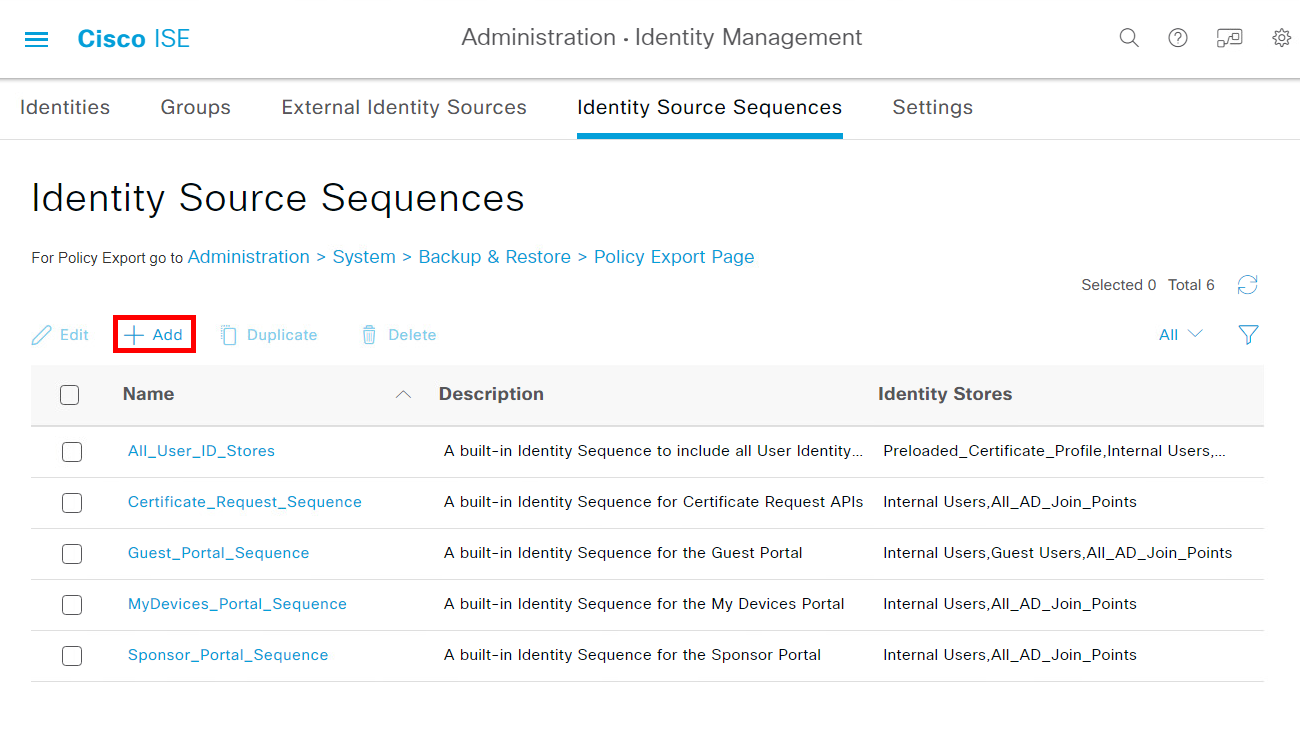 Cisco ISE
Administration · Identity Management
Identities Groups External Identity Sources Identity Source Sequences Settings
Identity Source Sequences
For Policy Export go to Administration > System > Backup & Restore > Policy Export Page
Selected 0 Total 6
Edit Add Duplicate Delete All
Name Description Identity Stores
All_User_ID_Stores A built-in Identity Sequence to include all User Identity... Preloaded_Certificate_Profile,Internal Users,...
Certificate_Request_Sequence A built-in Identity Sequence for Certificate Request APIs Internal Users,All_AD_Join_Points
Guest_Portal_Sequence A built-in Identity Sequence for the Guest Portal Internal Users,Guest Users,All_AD_Join_Points
MyDevices_Portal_Sequence A built-in Identity Sequence for the My Devices Portal Internal Users,All_AD_Join_Points
Sponsor_Portal_Sequence A built-in Identity Sequence for the Sponsor Portal Internal Users,All_AD_Join_Points